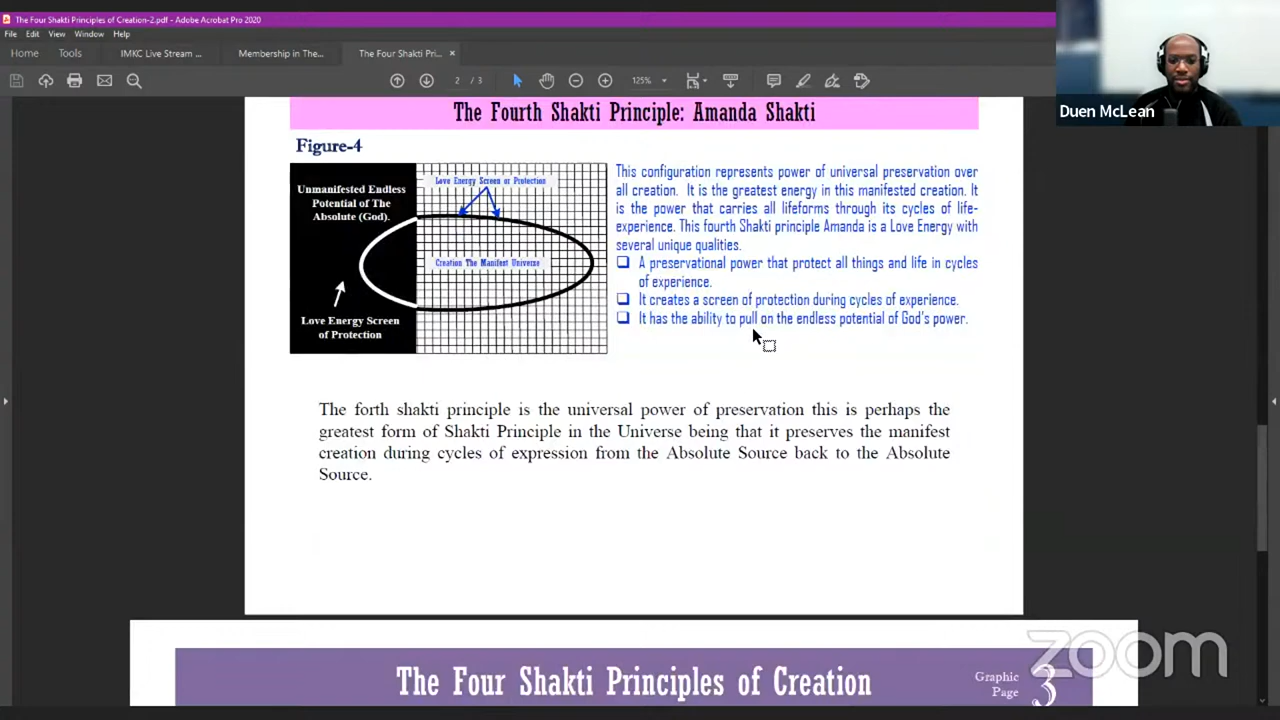 The Four Shakti Principles of Creation-2.pdf - Adobe Acrobat Pro 2020
File Edit View Window Help
Home Tools IMKC Live Stream ... Membership in The... The Four Shakti Pri... ×
2 / 3 125%
Duen McLean
The Fourth Shakti Principle: Amanda Shakti
Figure-4
Unmanifested Endless
Potential of The
Absolute (God).
Love Energy Screen
of Protection
Love Energy Screen or Protection
Creation The Manifest Universe
This configuration represents power of universal preservation over
all creation. It is the greatest energy in this manifested creation. It
is the power that carries all lifeforms through its cycles of life-
experience. This fourth Shakti principle Amanda is a Love Energy with
several unique qualities.
❑ A preservational power that protect all things and life in cycles
of experience.
❑ It creates a screen of protection during cycles of experience.
❑ It has the ability to pull on the endless potential of God's power.
The forth shakti principle is the universal power of preservation this is perhaps the
greatest form of Shakti Principle in the Universe being that it preserves the manifest
creation during cycles of expression from the Absolute Source back to the Absolute
Source.
The Four Shakti Principles of Creation
Graphic
Page 3
zoom